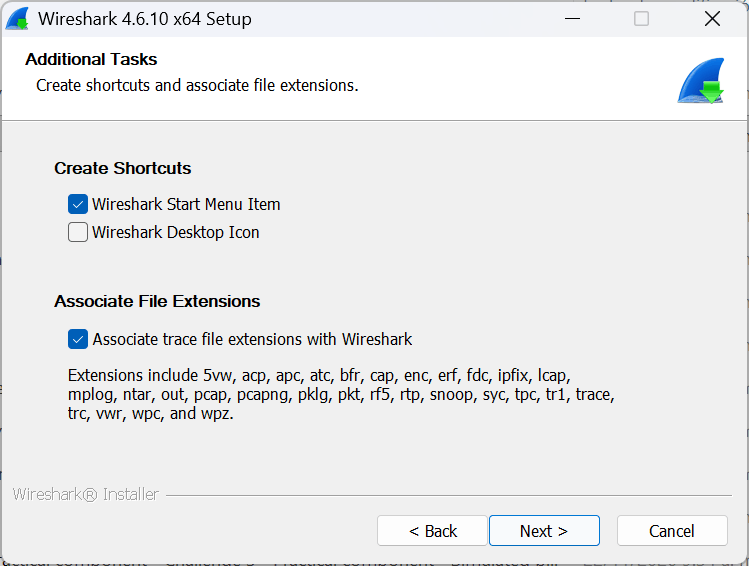 Wireshark 4.6.10 x64 Setup
Additional Tasks
Create shortcuts and associate file extensions.
Create Shortcuts
Wireshark Start Menu Item
Wireshark Desktop Icon
Associate File Extensions
Associate trace file extensions with Wireshark
Extensions include 5vw, acp, apc, atc, bfr, cap, enc, erf, fdc, ipfix, lcap,
mplog, ntar, out, pcap, pcapng, pklg, pkt, rf5, rtp, snoop, syc, tpc, tr1, trace,
trc, vwr, wpc, and wpz.
Wireshark® Installer
< Back
Next >
Cancel